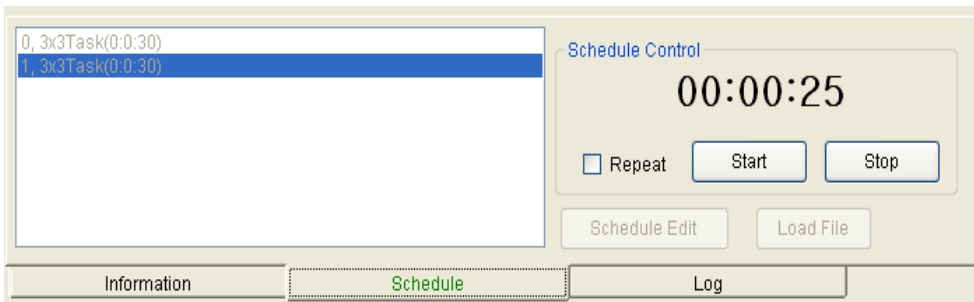 0, 3x3Task(0:0:30)
1, 3x3Task(0:0:30)
Schedule Control
00:00:25
Repeat
Start
Stop
Schedule Edit
Load File
Information
Schedule
Log